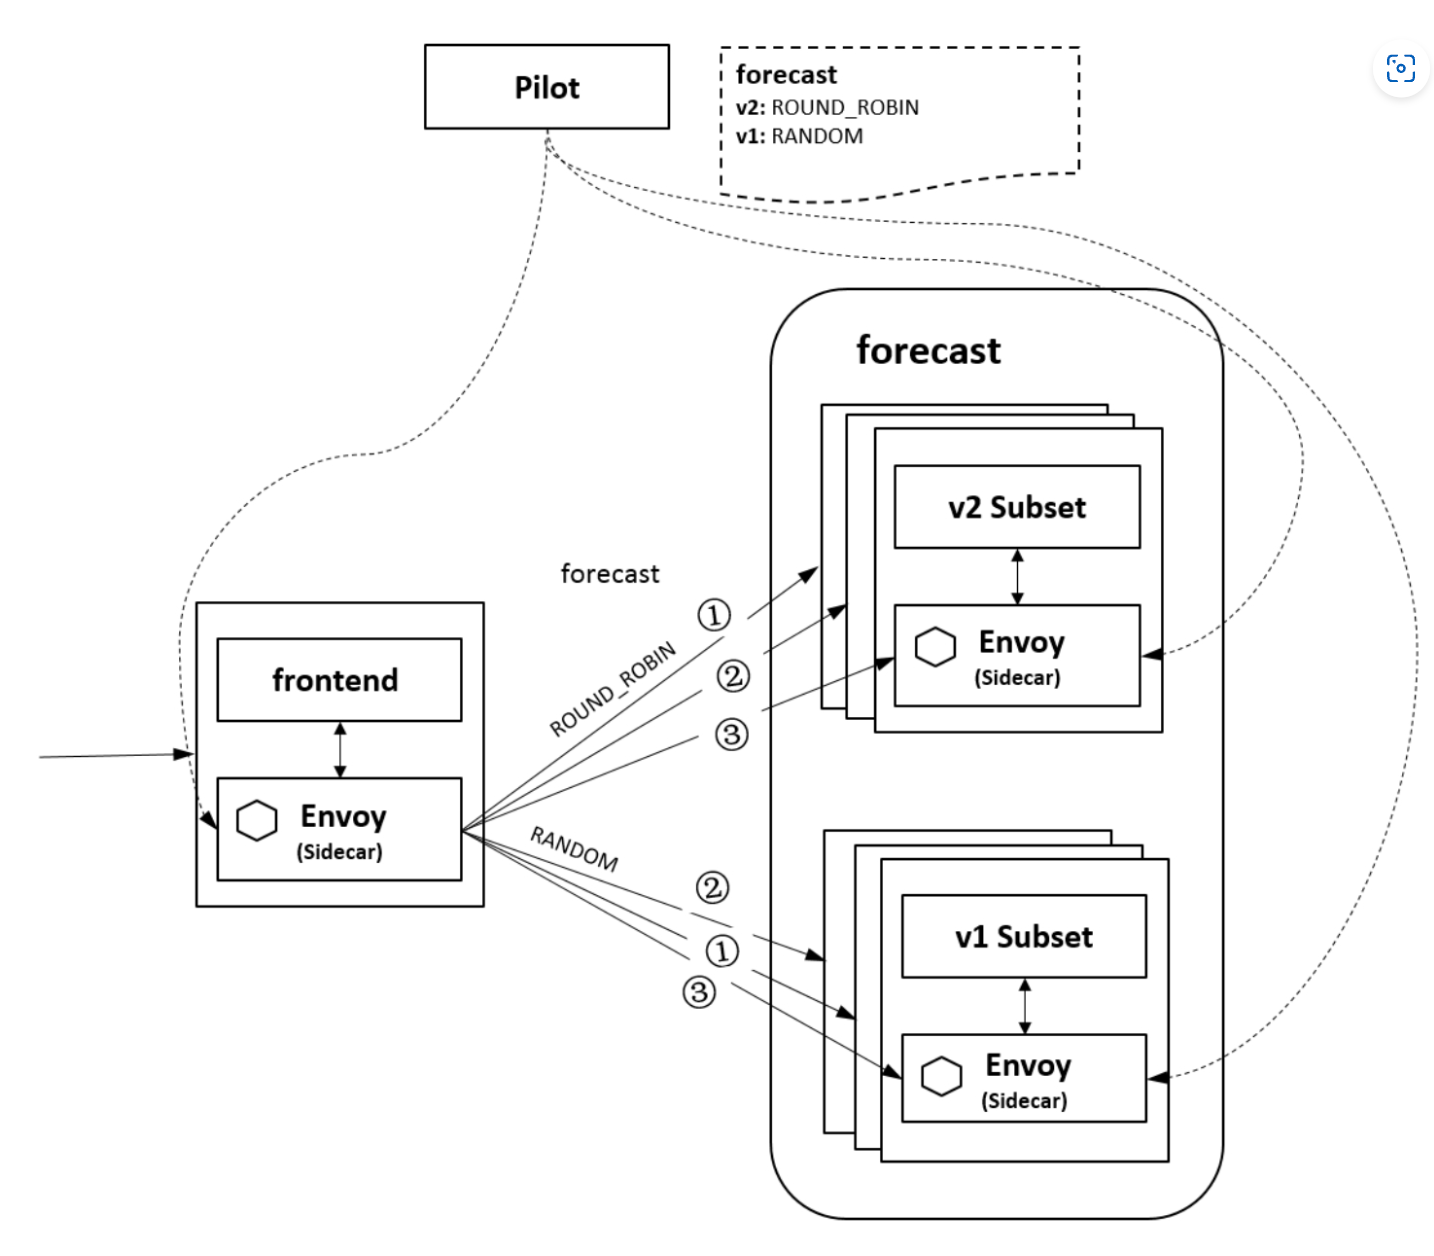 Pilot
forecast
v2: ROUND_ROBIN
v1: RANDOM
forecast
v2 Subset
Envoy
(Sidecar)
forecast
①
ROUND_ROBIN
②
③
frontend
Envoy
(Sidecar)
RANDOM
②
①
③
v1 Subset
Envoy
(Sidecar)